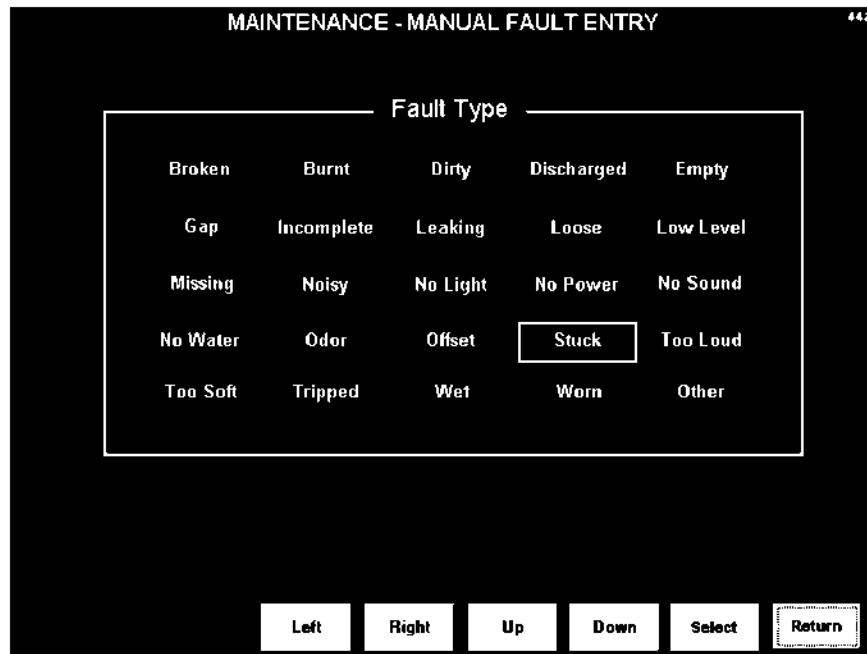 MAINTENANCE - MANUAL FAULT ENTRY
Fault Type
Broken Burnt Dirty Discharged Empty
Gap Incomplete Leaking Loose Low Level
Missing Noisy No Light No Power No Sound
No Water Odor Offset Stuck Too Loud
Too Soft Tripped Wet Worn Other
Left Right Up Down Select Return